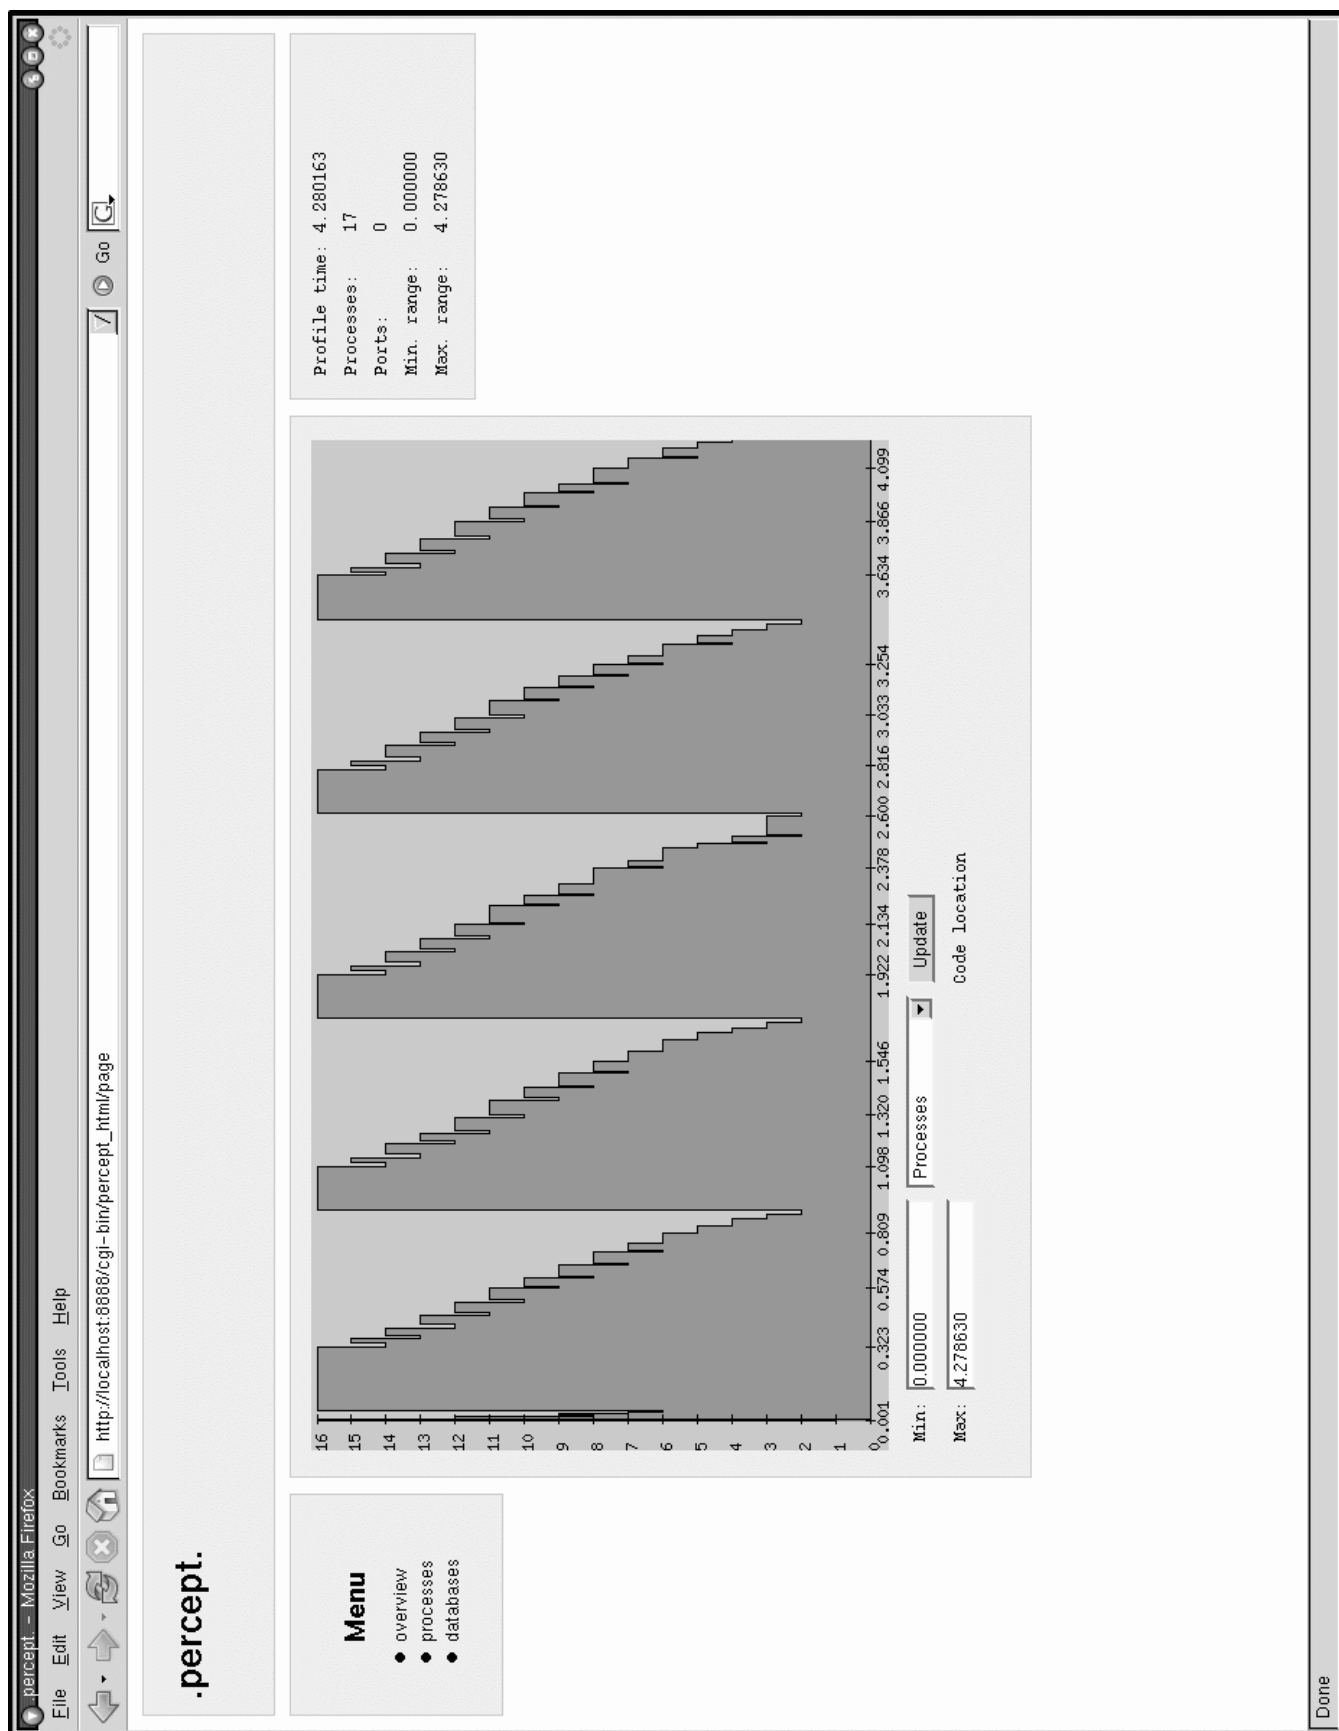 .percept. – Mozilla Firefox
File Edit View Go Bookmarks Tools Help
http://localhost:8888/cgi-bin/percept_html/page
Go
G
.percept.
Menu
overview
processes
databases
16
15
14
13
12
11
10
9
8
7
6
5
4
3
2
1
0
0.001 0.323 0.574 0.809 1.098 1.320 1.546 1.922 2.134 2.378 2.600 2.816 3.033 3.254 3.634 3.866 4.099
Min: 0.000000 Processes Update
Max: 4.278630 Code location
Profile time: 4.280163
Processes: 17
Ports: 0
Min. range: 0.000000
Max. range: 4.278630
Done